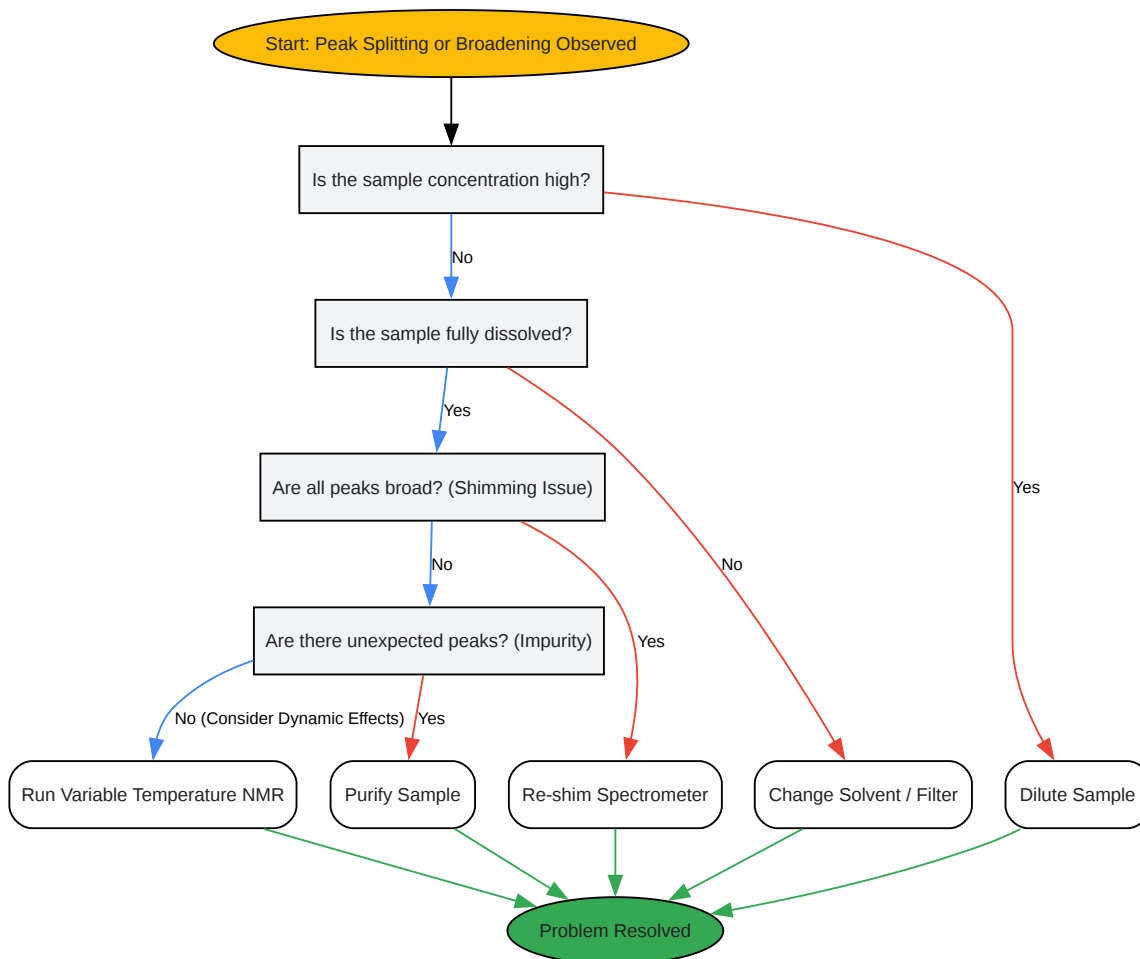 Start: Peak Splitting or Broadening Observed
Is the sample concentration high?
No
Is the sample fully dissolved?
Yes
Are all peaks broad? (Shimming Issue)
Yes
No
No
Are there unexpected peaks? (Impurity)
Yes
No (Consider Dynamic Effects)
Yes
Run Variable Temperature NMR
Purify Sample
Re-shim Spectrometer
Change Solvent / Filter
Dilute Sample
Problem Resolved